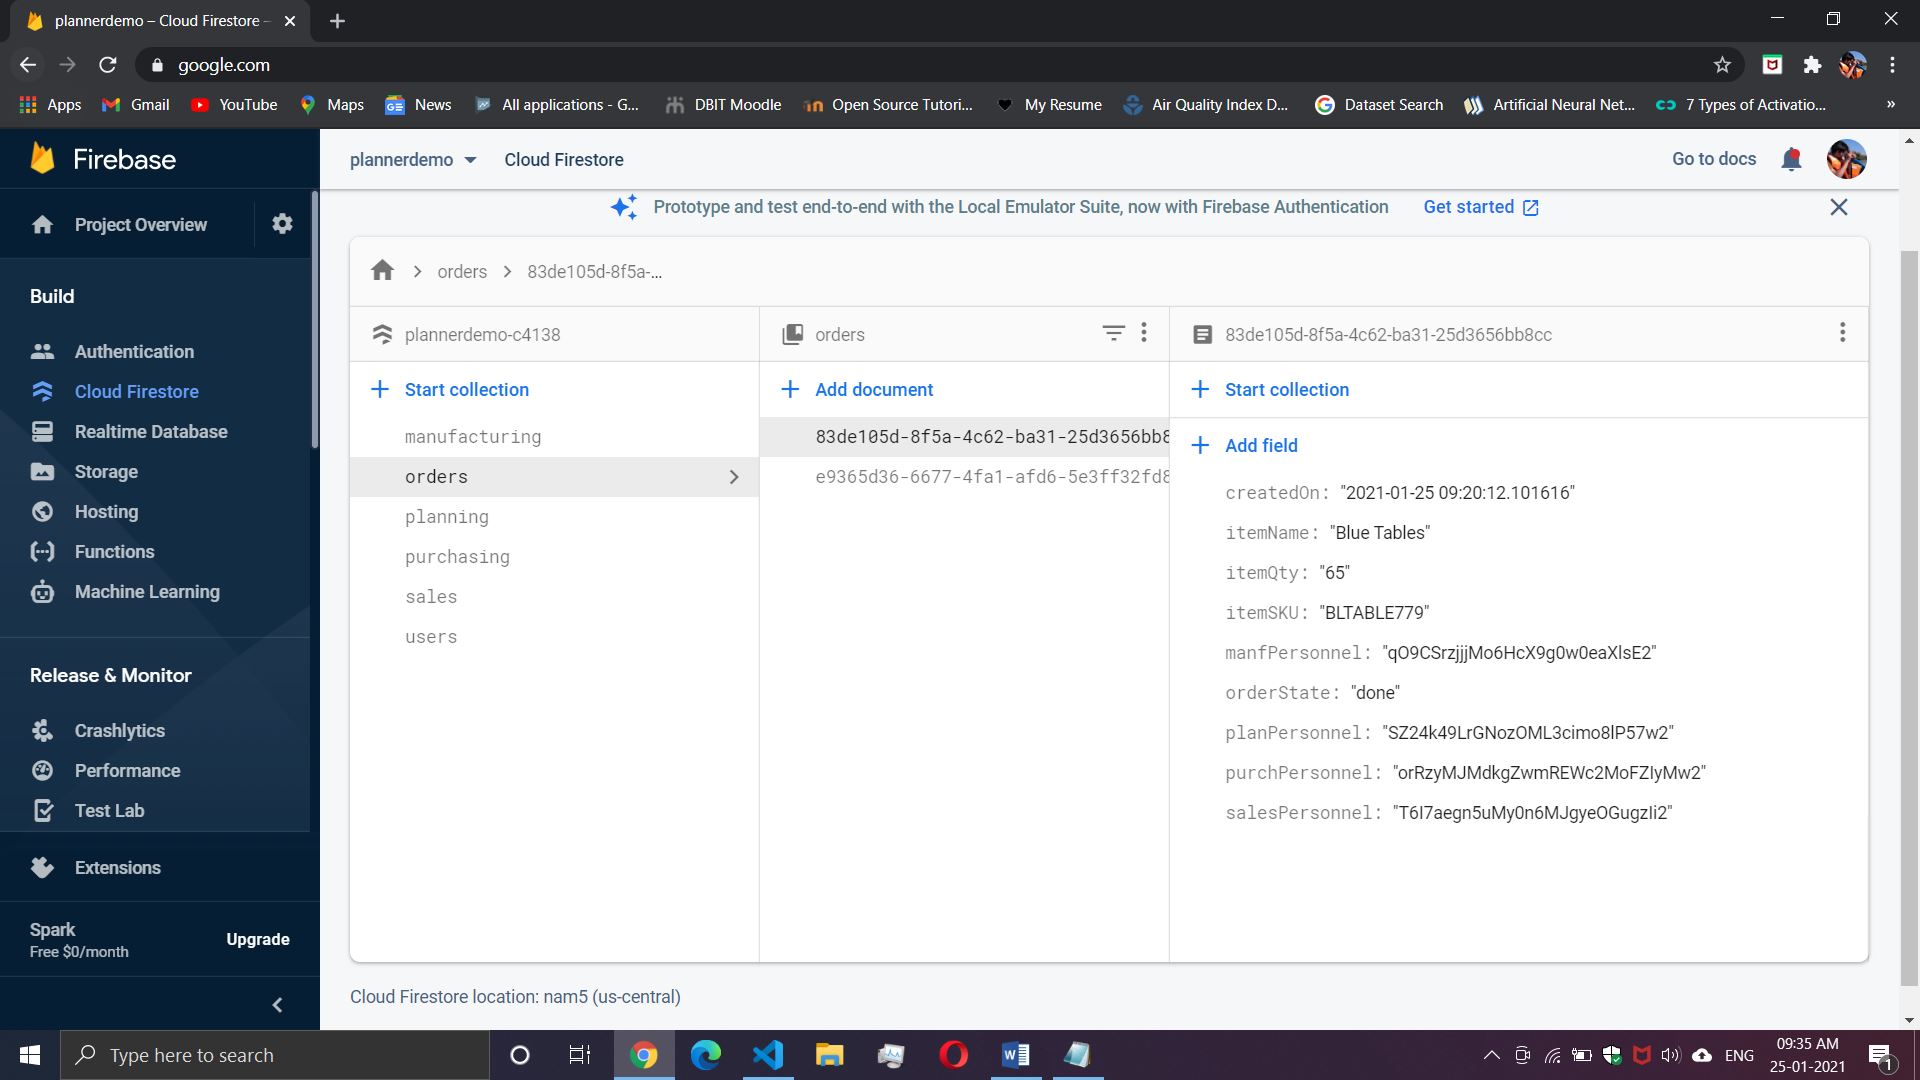 plannerdemo – Cloud Firestore –
google.com
Apps Gmail YouTube Maps News All applications - G... DBIT Moodle Open Source Tutori... My Resume Air Quality Index D... Dataset Search Artificial Neural Net... 7 Types of Activatio... »
Firebase
Project Overview
Build
Authentication
Cloud Firestore
Realtime Database
Storage
Hosting
Functions
Machine Learning
Release & Monitor
Crashlytics
Performance
Test Lab
Extensions
Spark
Free $0/month
Upgrade
plannerdemo
Cloud Firestore
Go to docs
Prototype and test end-to-end with the Local Emulator Suite, now with Firebase Authentication
Get started
orders
83de105d-8f5a-...
plannerdemo-c4138
Start collection
manufacturing
orders
planning
purchasing
sales
users
orders
Add document
83de105d-8f5a-4c62-ba31-25d3656bb8
e9365d36-6677-4fa1-afd6-5e3ff32fd8
83de105d-8f5a-4c62-ba31-25d3656bb8cc
Start collection
Add field
createdOn: "2021-01-25 09:20:12.101616"
itemName: "Blue Tables"
itemQty: "65"
itemSKU: "BLTABLE779"
manfPersonnel: "qO9CSrzjjjMo6HcX9g0w0eaXlsE2"
orderState: "done"
planPersonnel: "SZ24k49LrGNozOML3cimo8lP57w2"
purchPersonnel: "orRzyMJMdkgZwmREWc2MoFZIyMw2"
salesPersonnel: "T6I7aegn5uMy0n6MJgyeOGugzIi2"
Cloud Firestore location: nam5 (us-central)
Type here to search
ENG
09:35 AM
25-01-2021
1